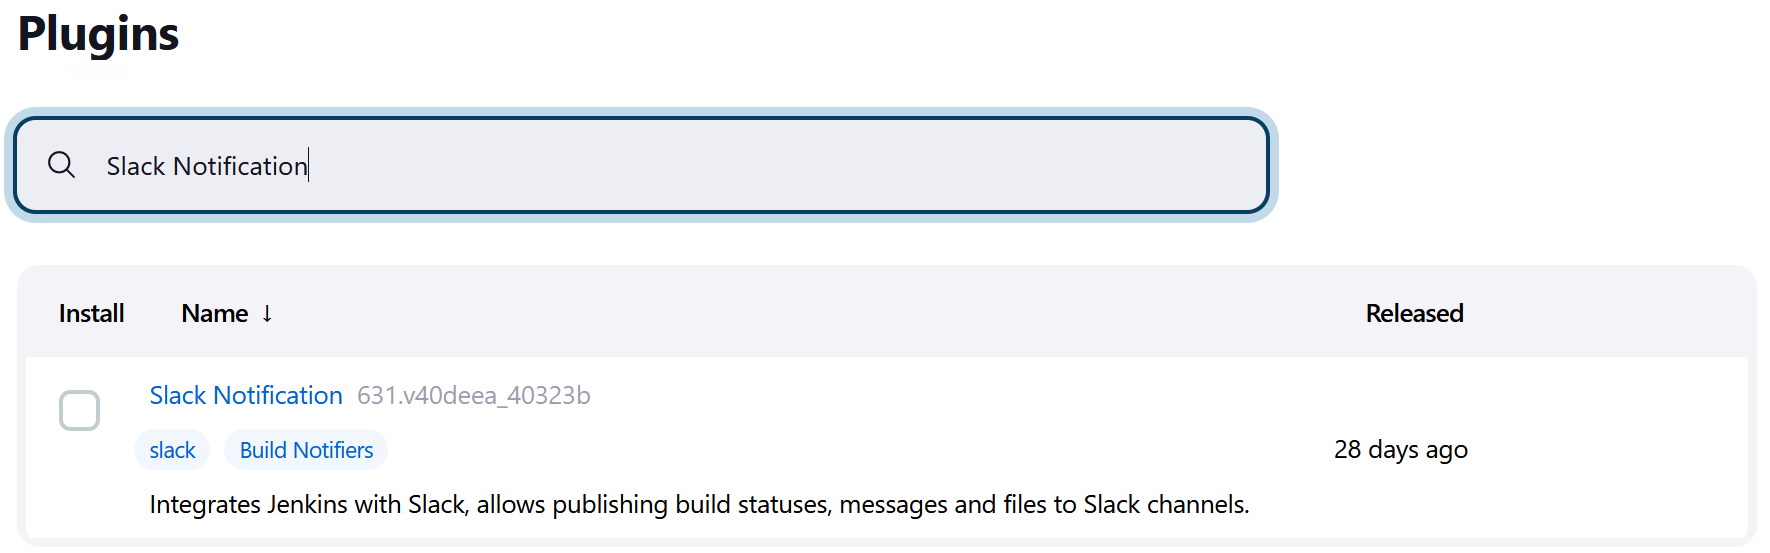 Plugins
Slack Notification
Install Name ↓ Released
Slack Notification 631.v40deea_40323b
slack Build Notifiers
28 days ago
Integrates Jenkins with Slack, allows publishing build statuses, messages and files to Slack channels.